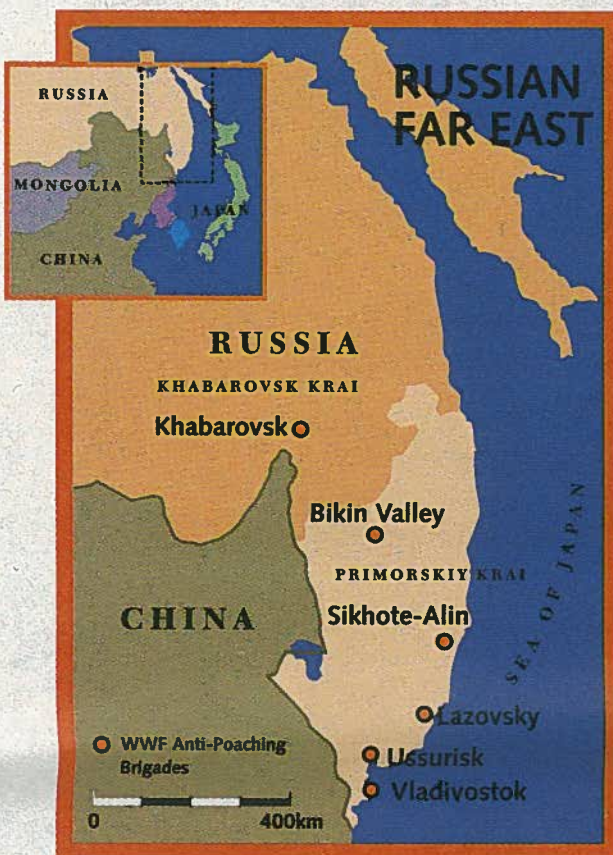 RUSSIAN
FAR EAST
RUSSIA
MONGOLIA
JAPAN
CHINA
RUSSIA
KHABAROVSK KRAI
Khabarovsk
Bikin Valley
PRIMORSKIY KRAI
SEA OF JAPAN
CHINA
Sikhote-Alin
Lazovsky
WWF Anti-Poaching
Brigades
Ussurisk
Vladivostok
0 400km